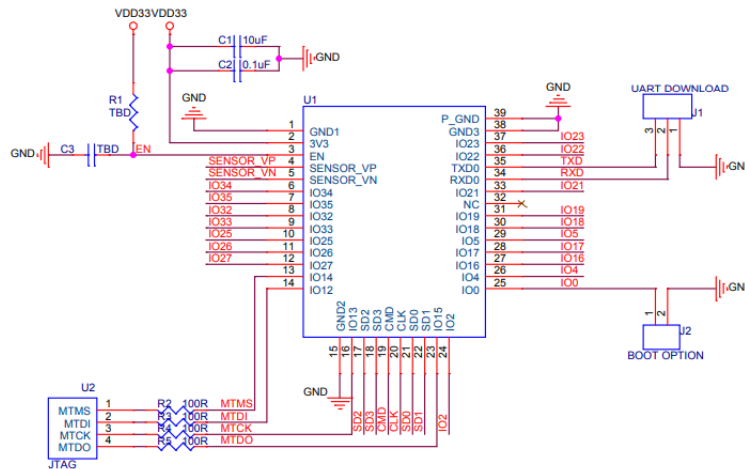 VDD33 VDD33
C1 10uF
GND
C2 0.1uF
R1
TBD
GND
GND
U1
UART DOWNLOAD
J1
GND C3 TBD EN
3 2 1
1 GND1
2 3V3
3 EN
SENSOR_VP 4 SENSOR_VP
SENSOR_VN 5 SENSOR_VN
IO34 6 IO34
IO35 7 IO35
IO32 8 IO32
IO33 9 IO33
IO25 10 IO25
IO26 11 IO26
IO27 12 IO27
13 IO14
14 IO12
P_GND 39
GND3 38
IO23 37 IO23
IO22 36 IO22
TXD0 35 TXD
RXD0 34 RXD
IO21 33 IO21
NC 32
IO19 31 IO19
IO18 30 IO18
IO5 29 IO5
IO17 28 IO17
IO16 27 IO16
IO4 26 IO4
IO0 25 IO0
GND2 IO13 SD2 SD3 CMD CLK SD0 SD1 IO15 IO2
15 16 17 18 19 20 21 22 23 24
SD2 SD3 CMD CLK SD0 SD1 IO2
GND
GN
GN
1 2
J2
BOOT OPTION
U2
MTMS 1 R2 100R MTMS
MTDI 2 R3 100R MTDI
MTCK 3 R4 100R MTCK
MTDO 4 R5 100R MTDO
JTAG